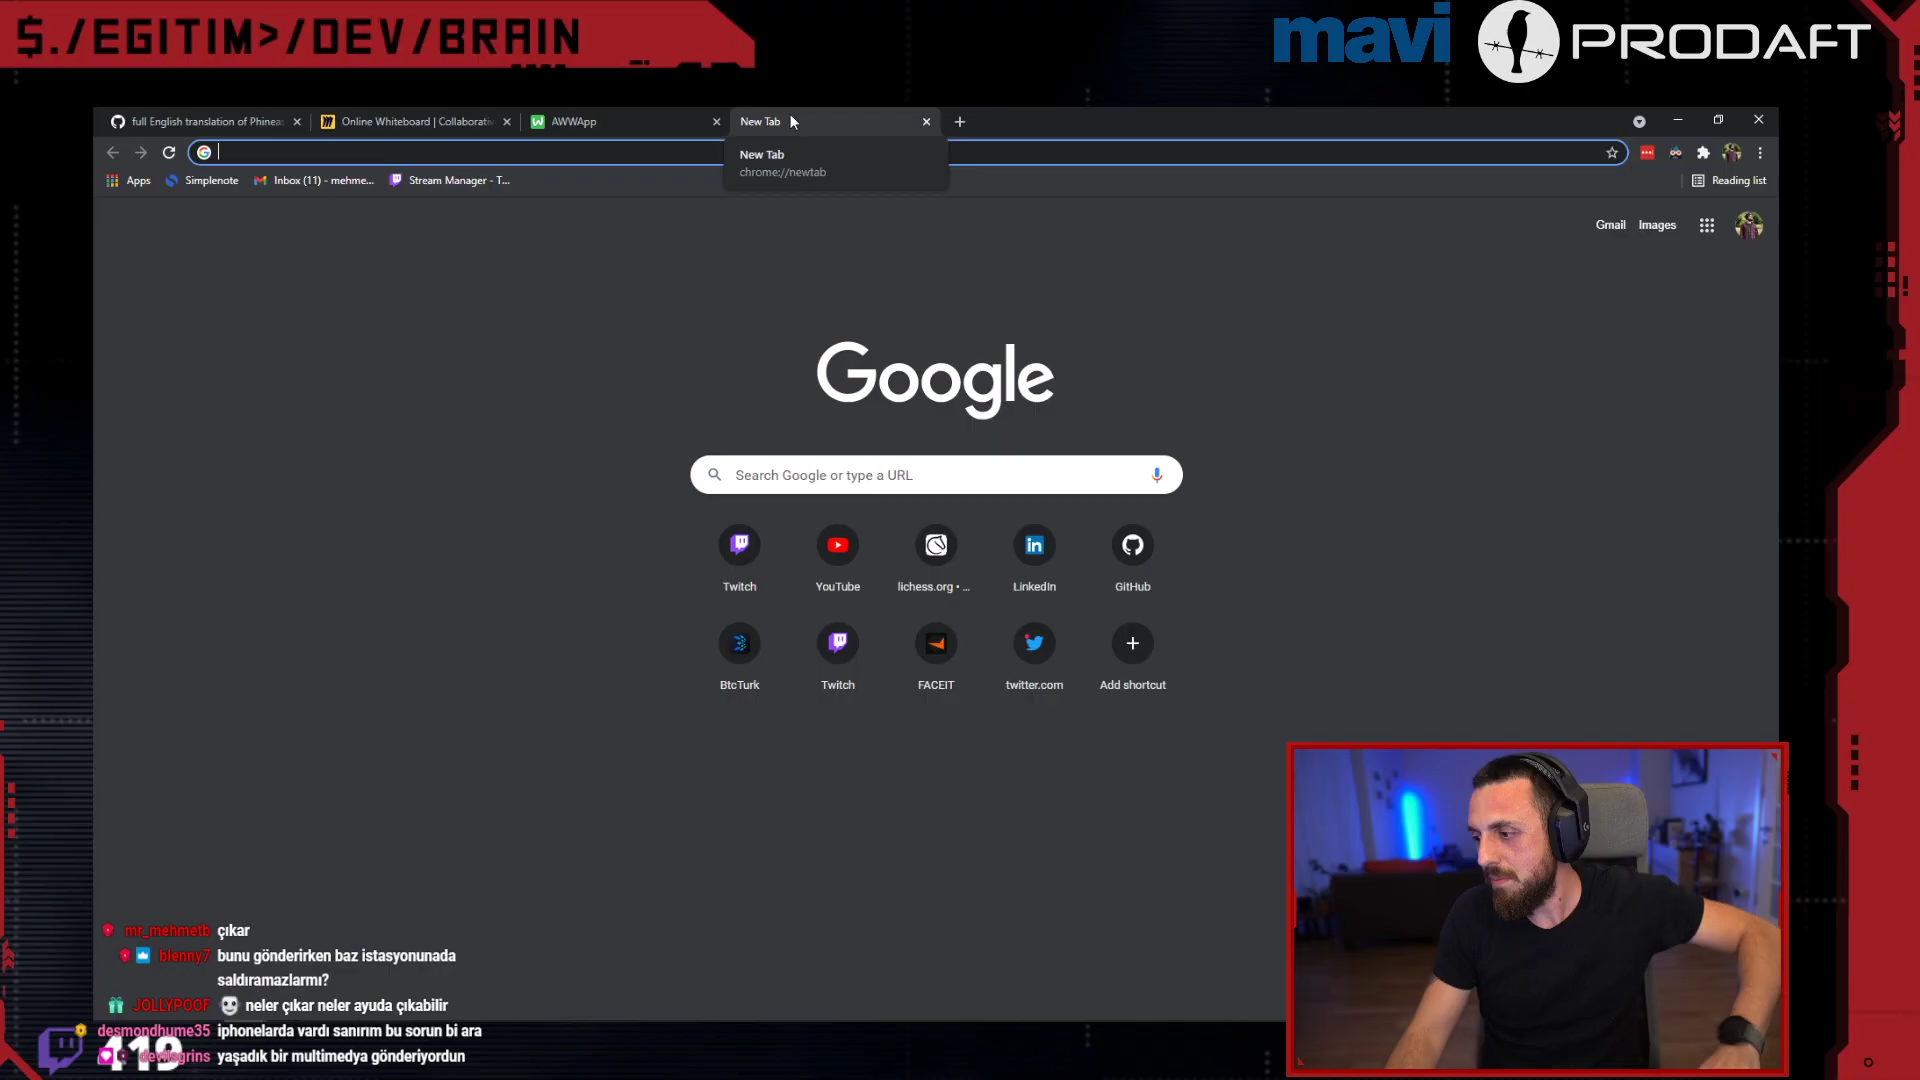 $./EGITIM>/DEV/BRAIN
mavi
PRODAFT
full English translation of Phineas
Online Whiteboard | Collaborativ
AWWApp
New Tab
New Tab
chrome://newtab
Apps
Simplenote
Inbox (11) - mehme...
Stream Manager - T...
Reading list
Gmail
Images
Google
Search Google or type a URL
Twitch
YouTube
lichess.org • ...
LinkedIn
GitHub
BtcTurk
Twitch
FACEIT
twitter.com
Add shortcut
mr_mehmetb çıkar
blenny7 bunu gönderirken baz istasyonunada
saldıramazlarmı?
JOLLYPOOF neler çıkar neler ayuda çıkabilir
desmondhume35 iphonelarda vardı sanırım bu sorun bi ara
devilsgrins yaşadık bir multimedya gönderiyordun
419